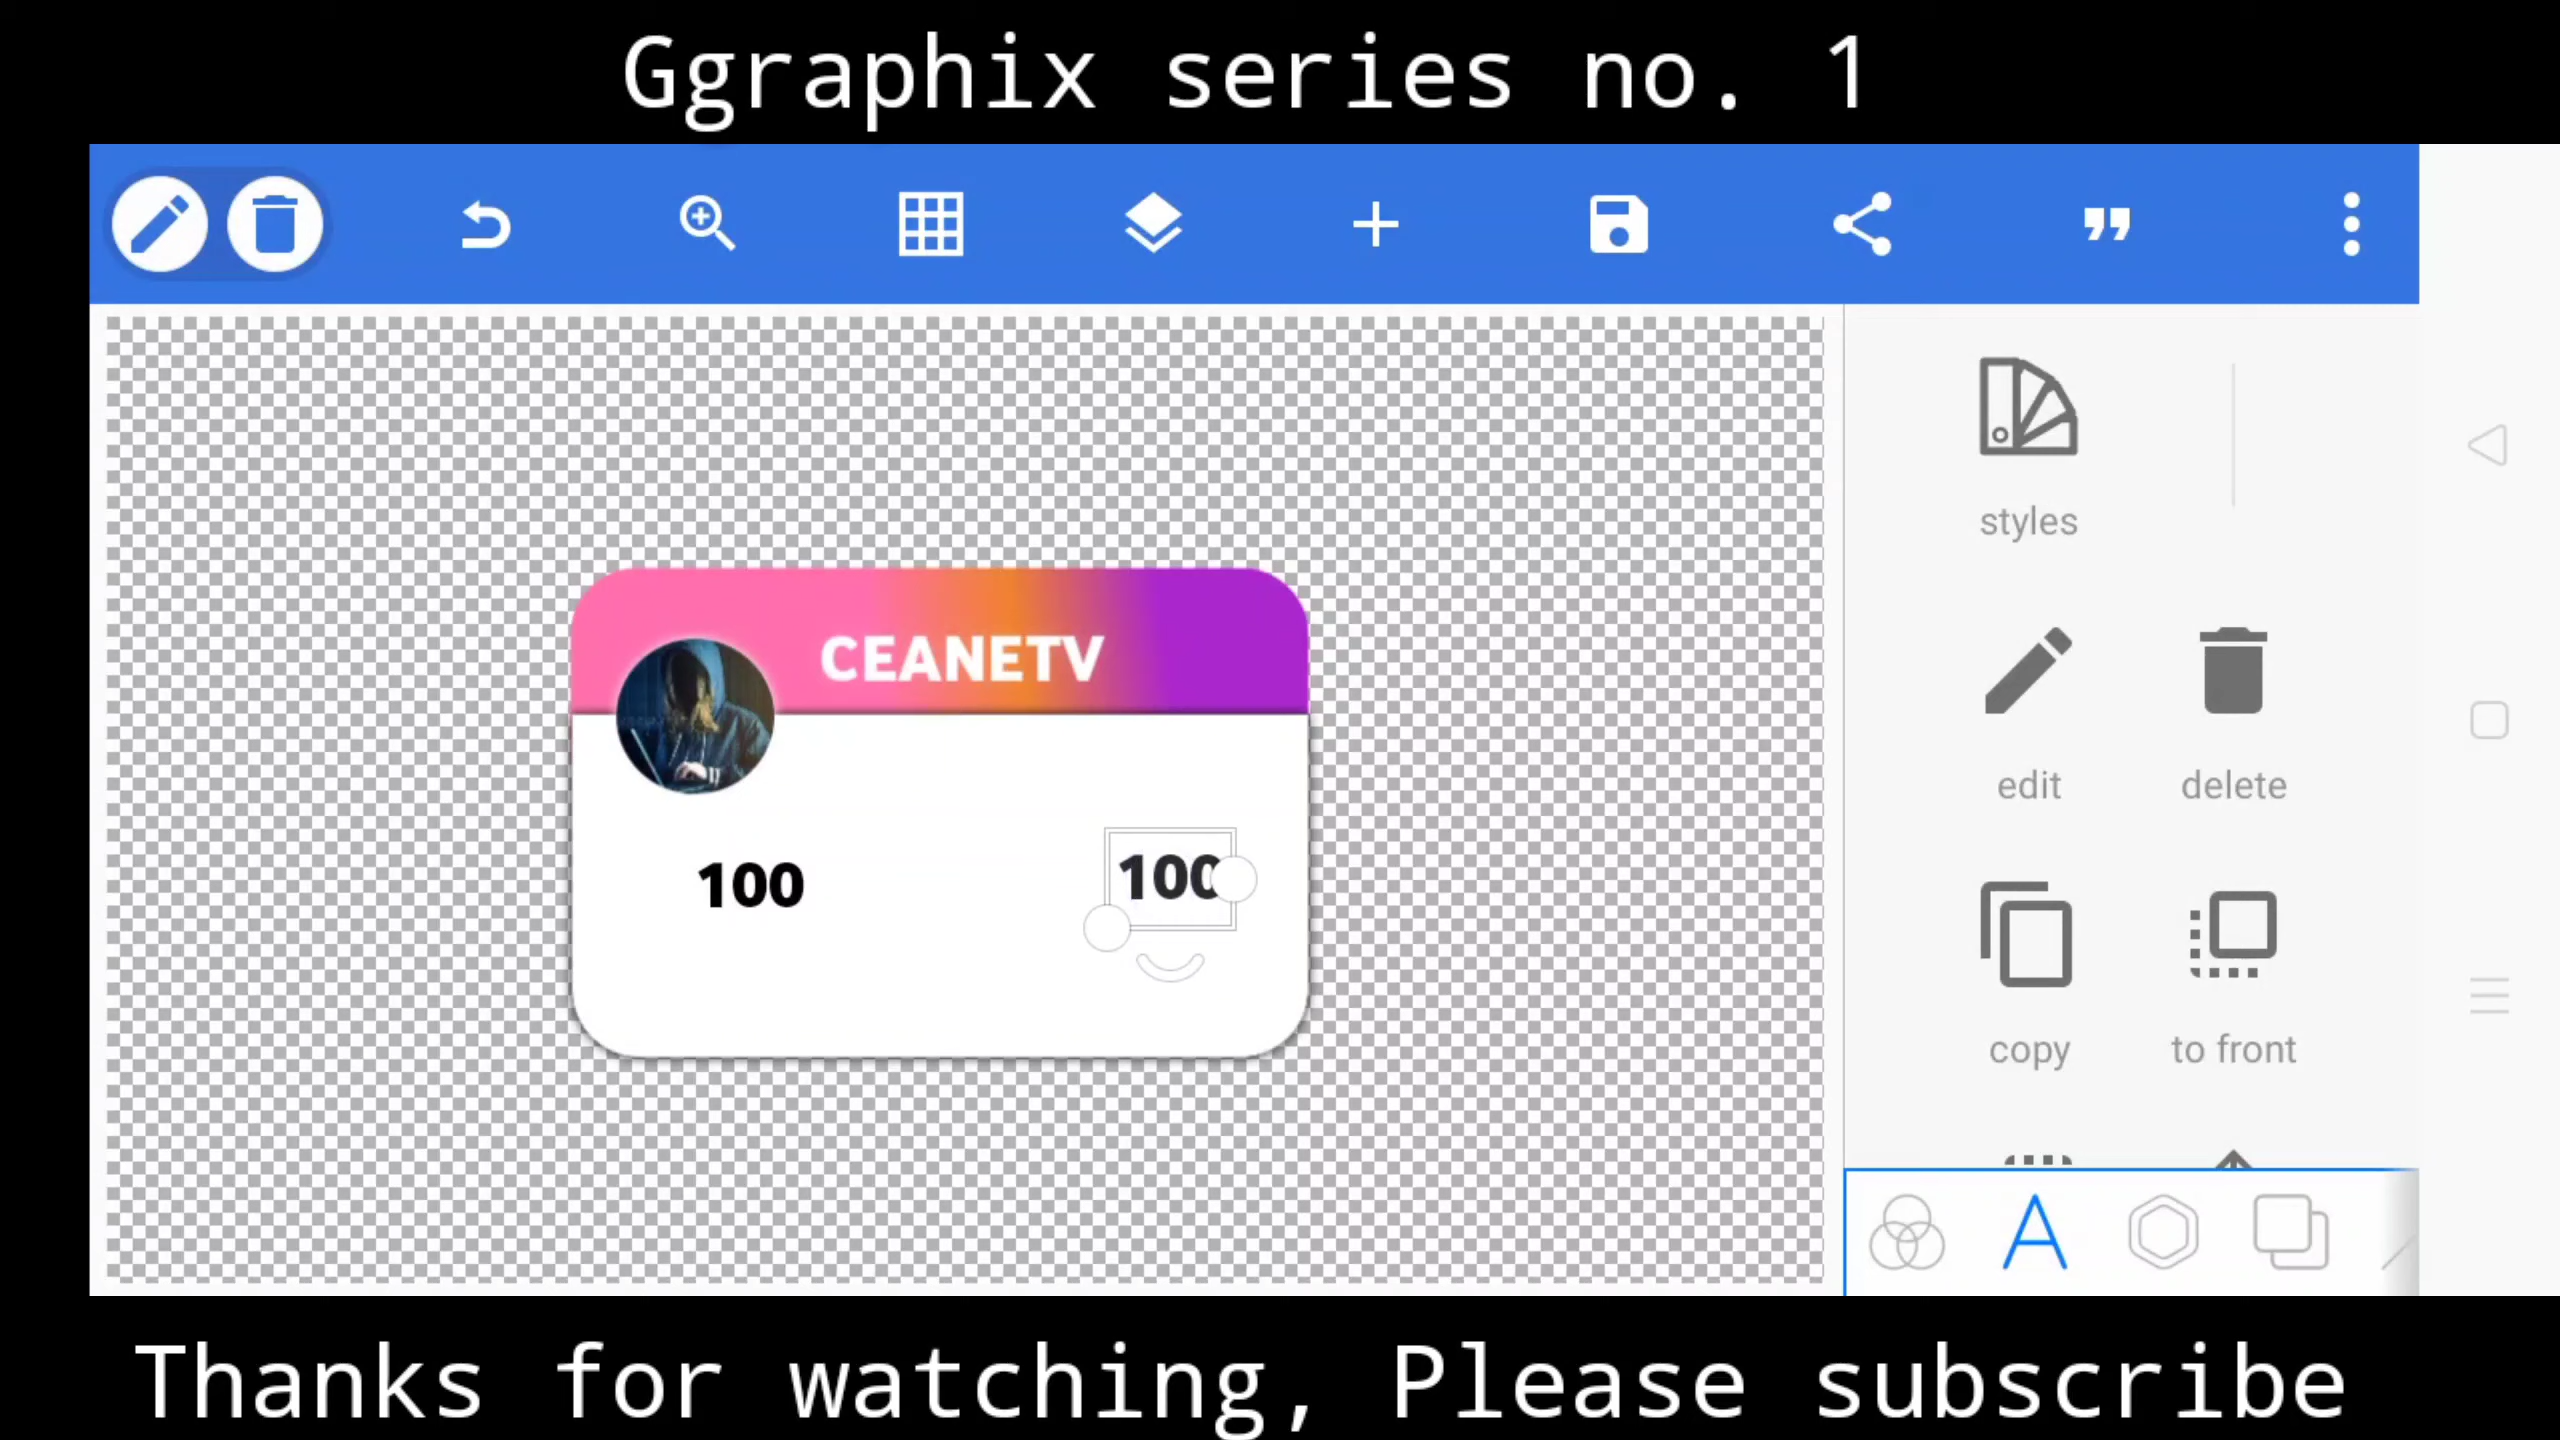 Ggraphix series no. 1
styles
CEANETV
edit
delete
100
100
copy
to front
Thanks for watching, Please subscribe